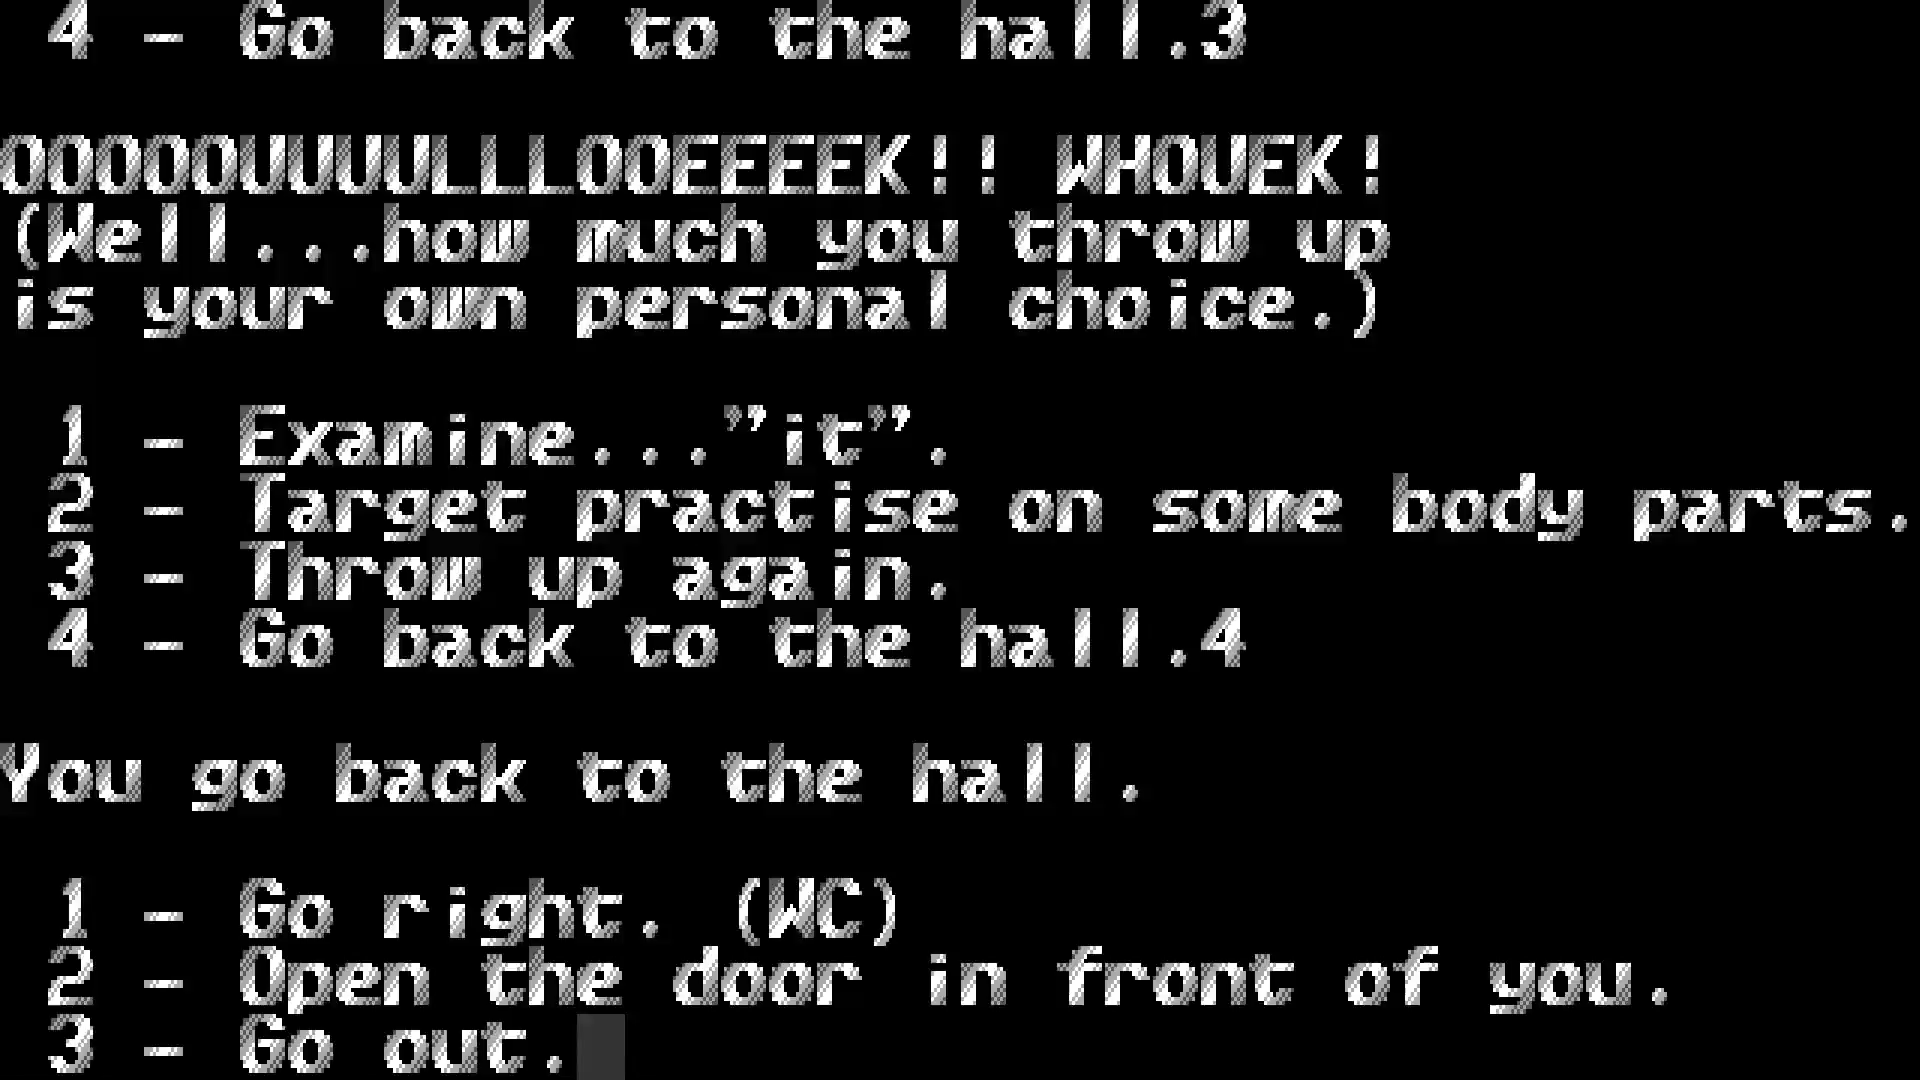 4 - Go back to the hall.3
OOOOOUUUULLLOOEEEEK!! WHOUEK!
(Well...how much you throw up
is your own personal choice.)
1 - Examine..."it".
2 - Target practise on some body parts.
3 - Throw up again.
4 - Go back to the hall.4
You go back to the hall.
1 - Go right. (WC)
2 - Open the door in front of you.
3 - Go out.